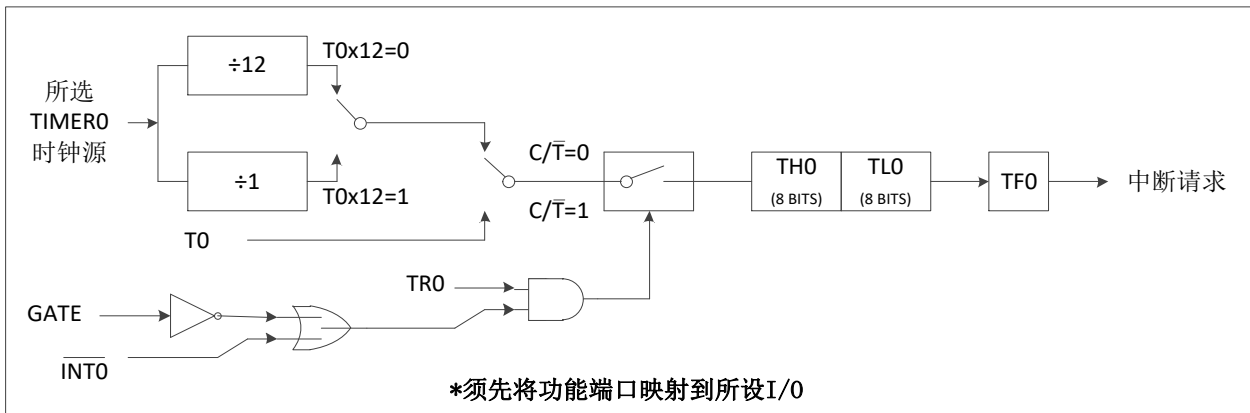 ÷12
T0x12=0
所选
TIMER0
时钟源
÷1
T0x12=1
T0
C/T̅=0
C/T̅=1
TH0
(8 BITS)
TL0
(8 BITS)
TF0
中断请求
TR0
GATE
I̅N̅T̅0̅
*须先将功能端口映射到所设I/O